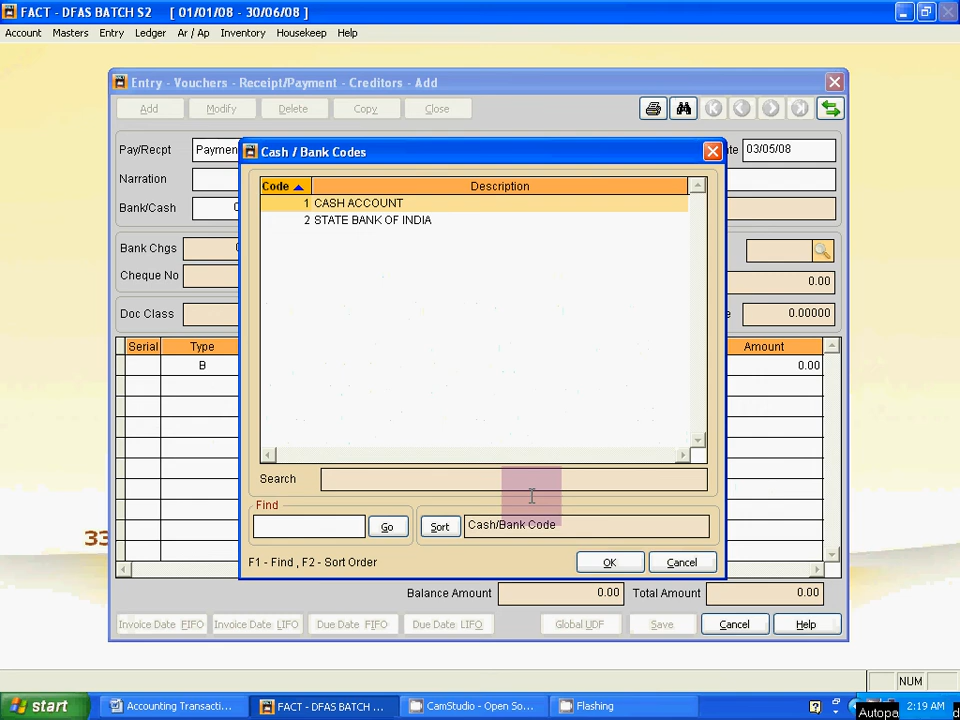 FACT - DFAS BATCH S2 [ 01/01/08 - 30/06/08 ]
Account Masters Entry Ledger Ar / Ap Inventory Housekeep Help
Entry - Vouchers - Receipt/Payment - Creditors - Add
Add Modify Delete Copy Close
Pay/Recpt Paymen 03/05/08
Narration
Bank/Cash
Bank Chgs
Cheque No 0.00
Doc Class 0.00000
Serial Type Amount
B 0.00
Cash / Bank Codes
Code Description
1 CASH ACCOUNT
2 STATE BANK OF INDIA
Search
Find
Go Sort Cash/Bank Code
F1 - Find , F2 - Sort Order OK Cancel
33
Balance Amount 0.00 Total Amount 0.00
Invoice Date FIFO Invoice Date LIFO Due Date FIFO Due Date LIFO Global UDF Save Cancel Help
NUM
start Accounting Transacti... FACT - DFAS BATCH ... CamStudio - Open So... Flashing 2:19 AM
Autopa